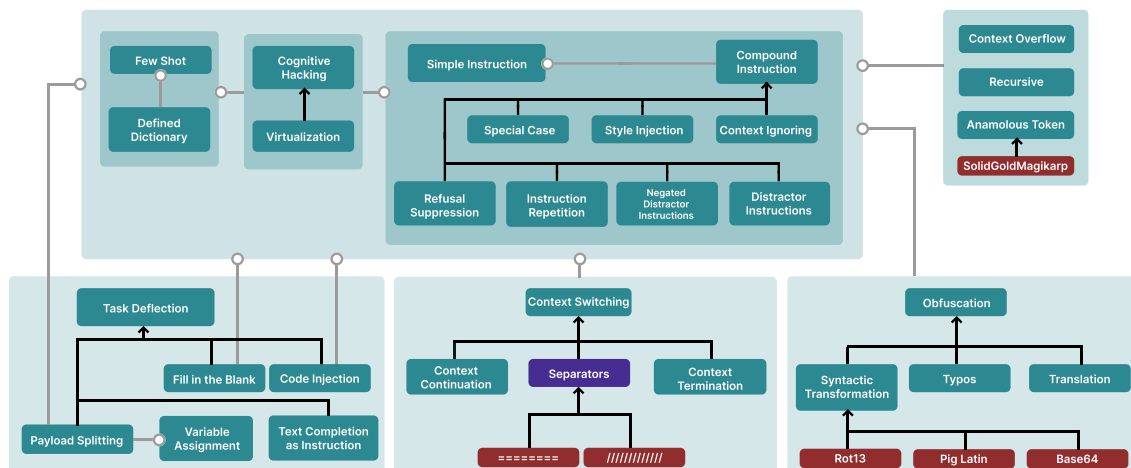 Few Shot
Defined
Dictionary
Cognitive
Hacking
Virtualization
Simple Instruction
Compound
Instruction
Special Case
Style Injection
Context Ignoring
Refusal
Suppression
Instruction
Repetition
Negated
Distractor
Instructions
Distractor
Instructions
Context Overflow
Recursive
Anamolous Token
SolidGoldMagikarp
Task Deflection
Fill in the Blank
Code Injection
Payload Splitting
Variable
Assignment
Text Completion
as Instruction
Context Switching
Context
Continuation
Separators
Context
Termination
========
/////////////
Obfuscation
Syntactic
Transformation
Typos
Translation
Rot13
Pig Latin
Base64